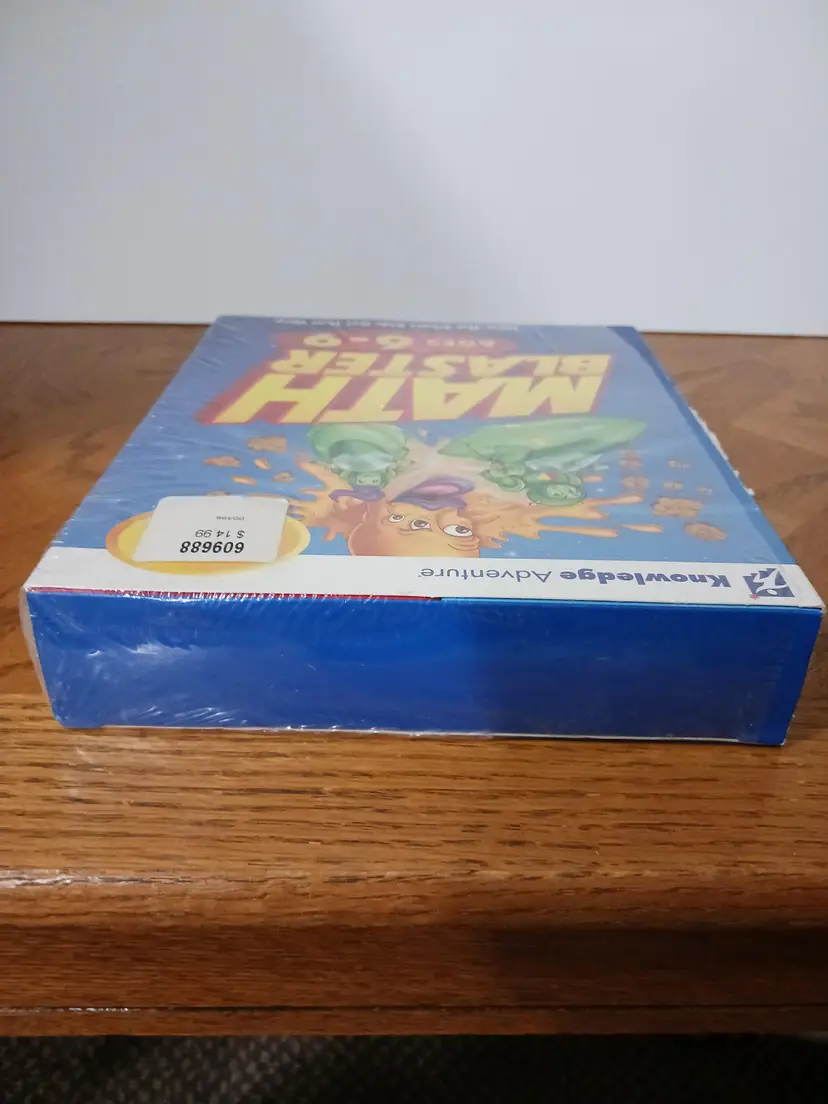 Knowledge Adventure
609688
$ 14 99
MATH
BLASTER
AGES 6-9